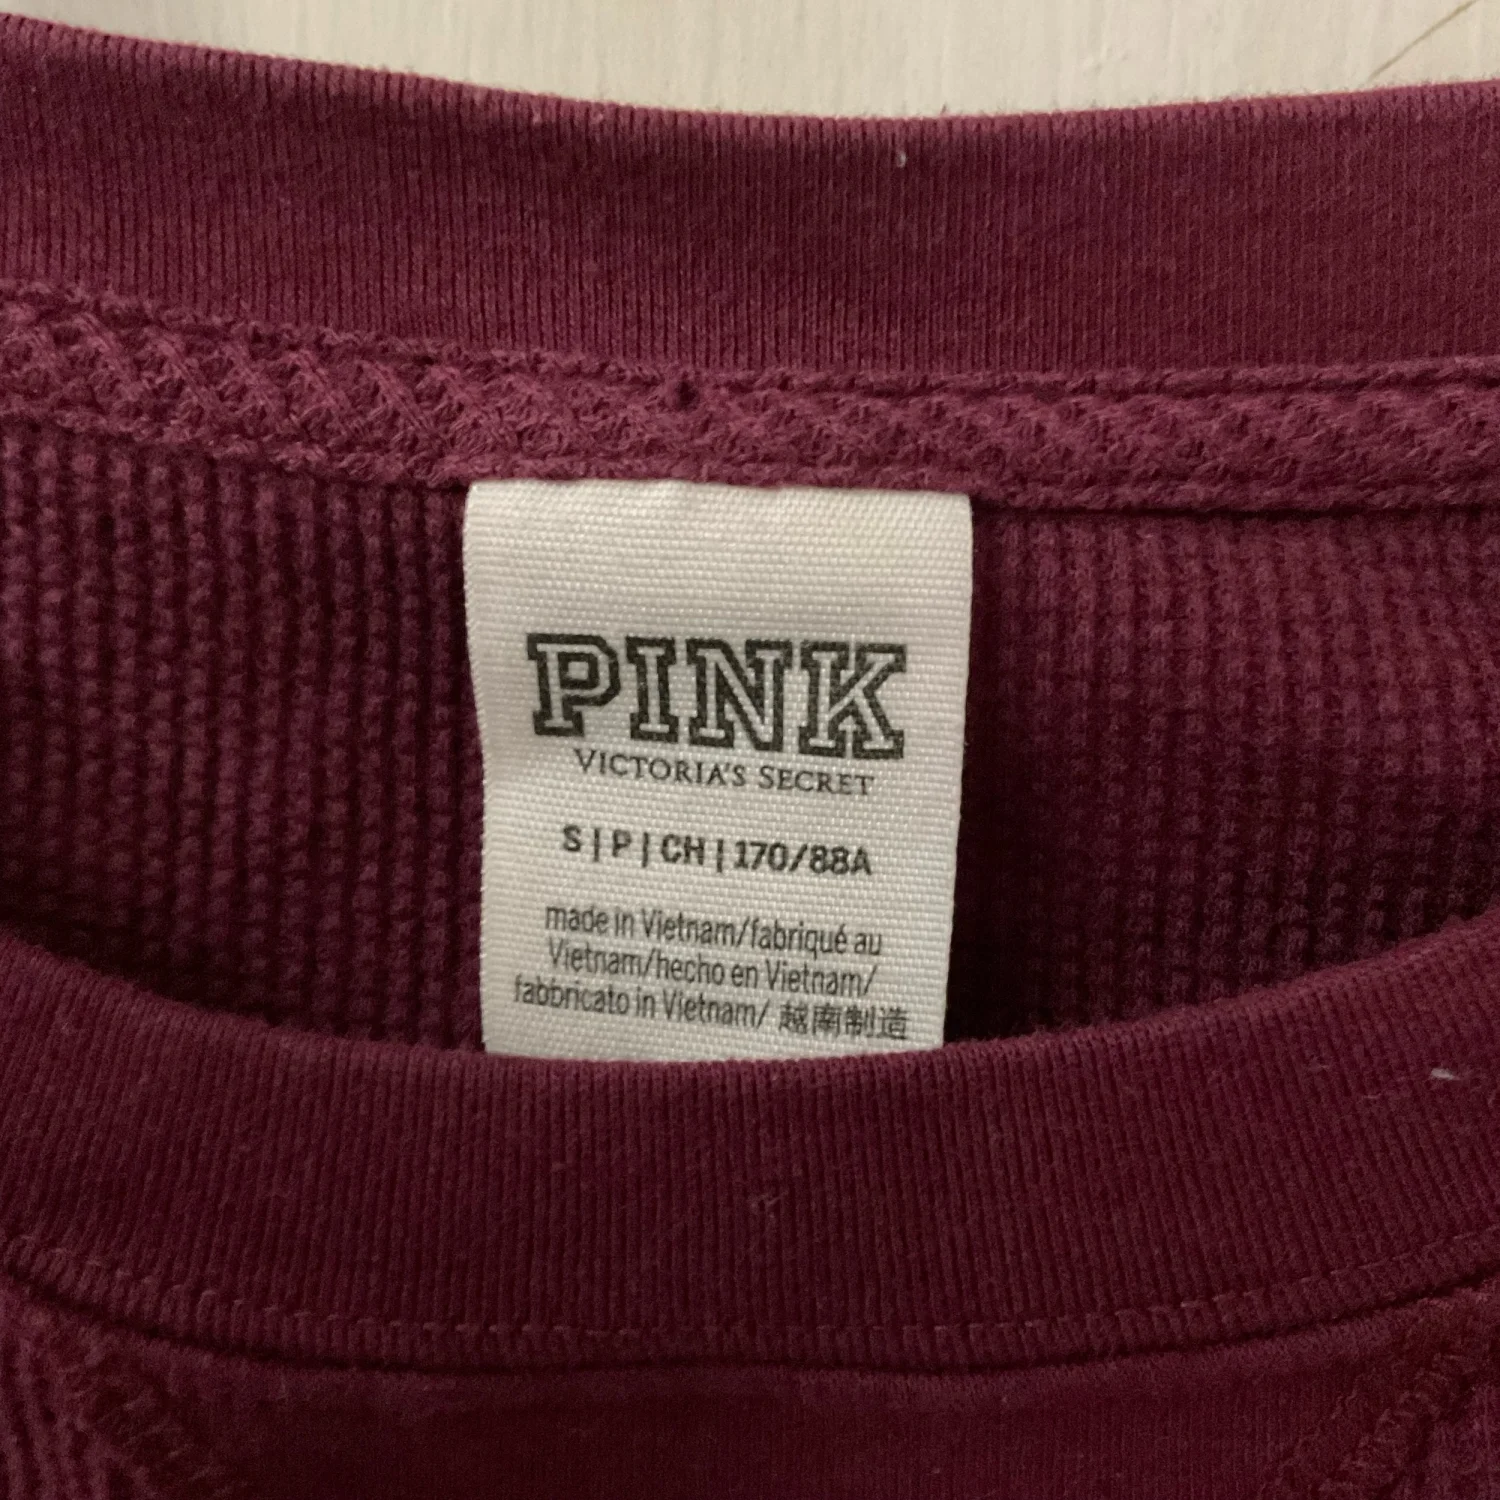 PINK
VICTORIA'S SECRET
S | P | CH | 170/88A
made in Vietnam/fabriqué au
Vietnam/hecho en Vietnam/
fabbricato in Vietnam/ 越南制造